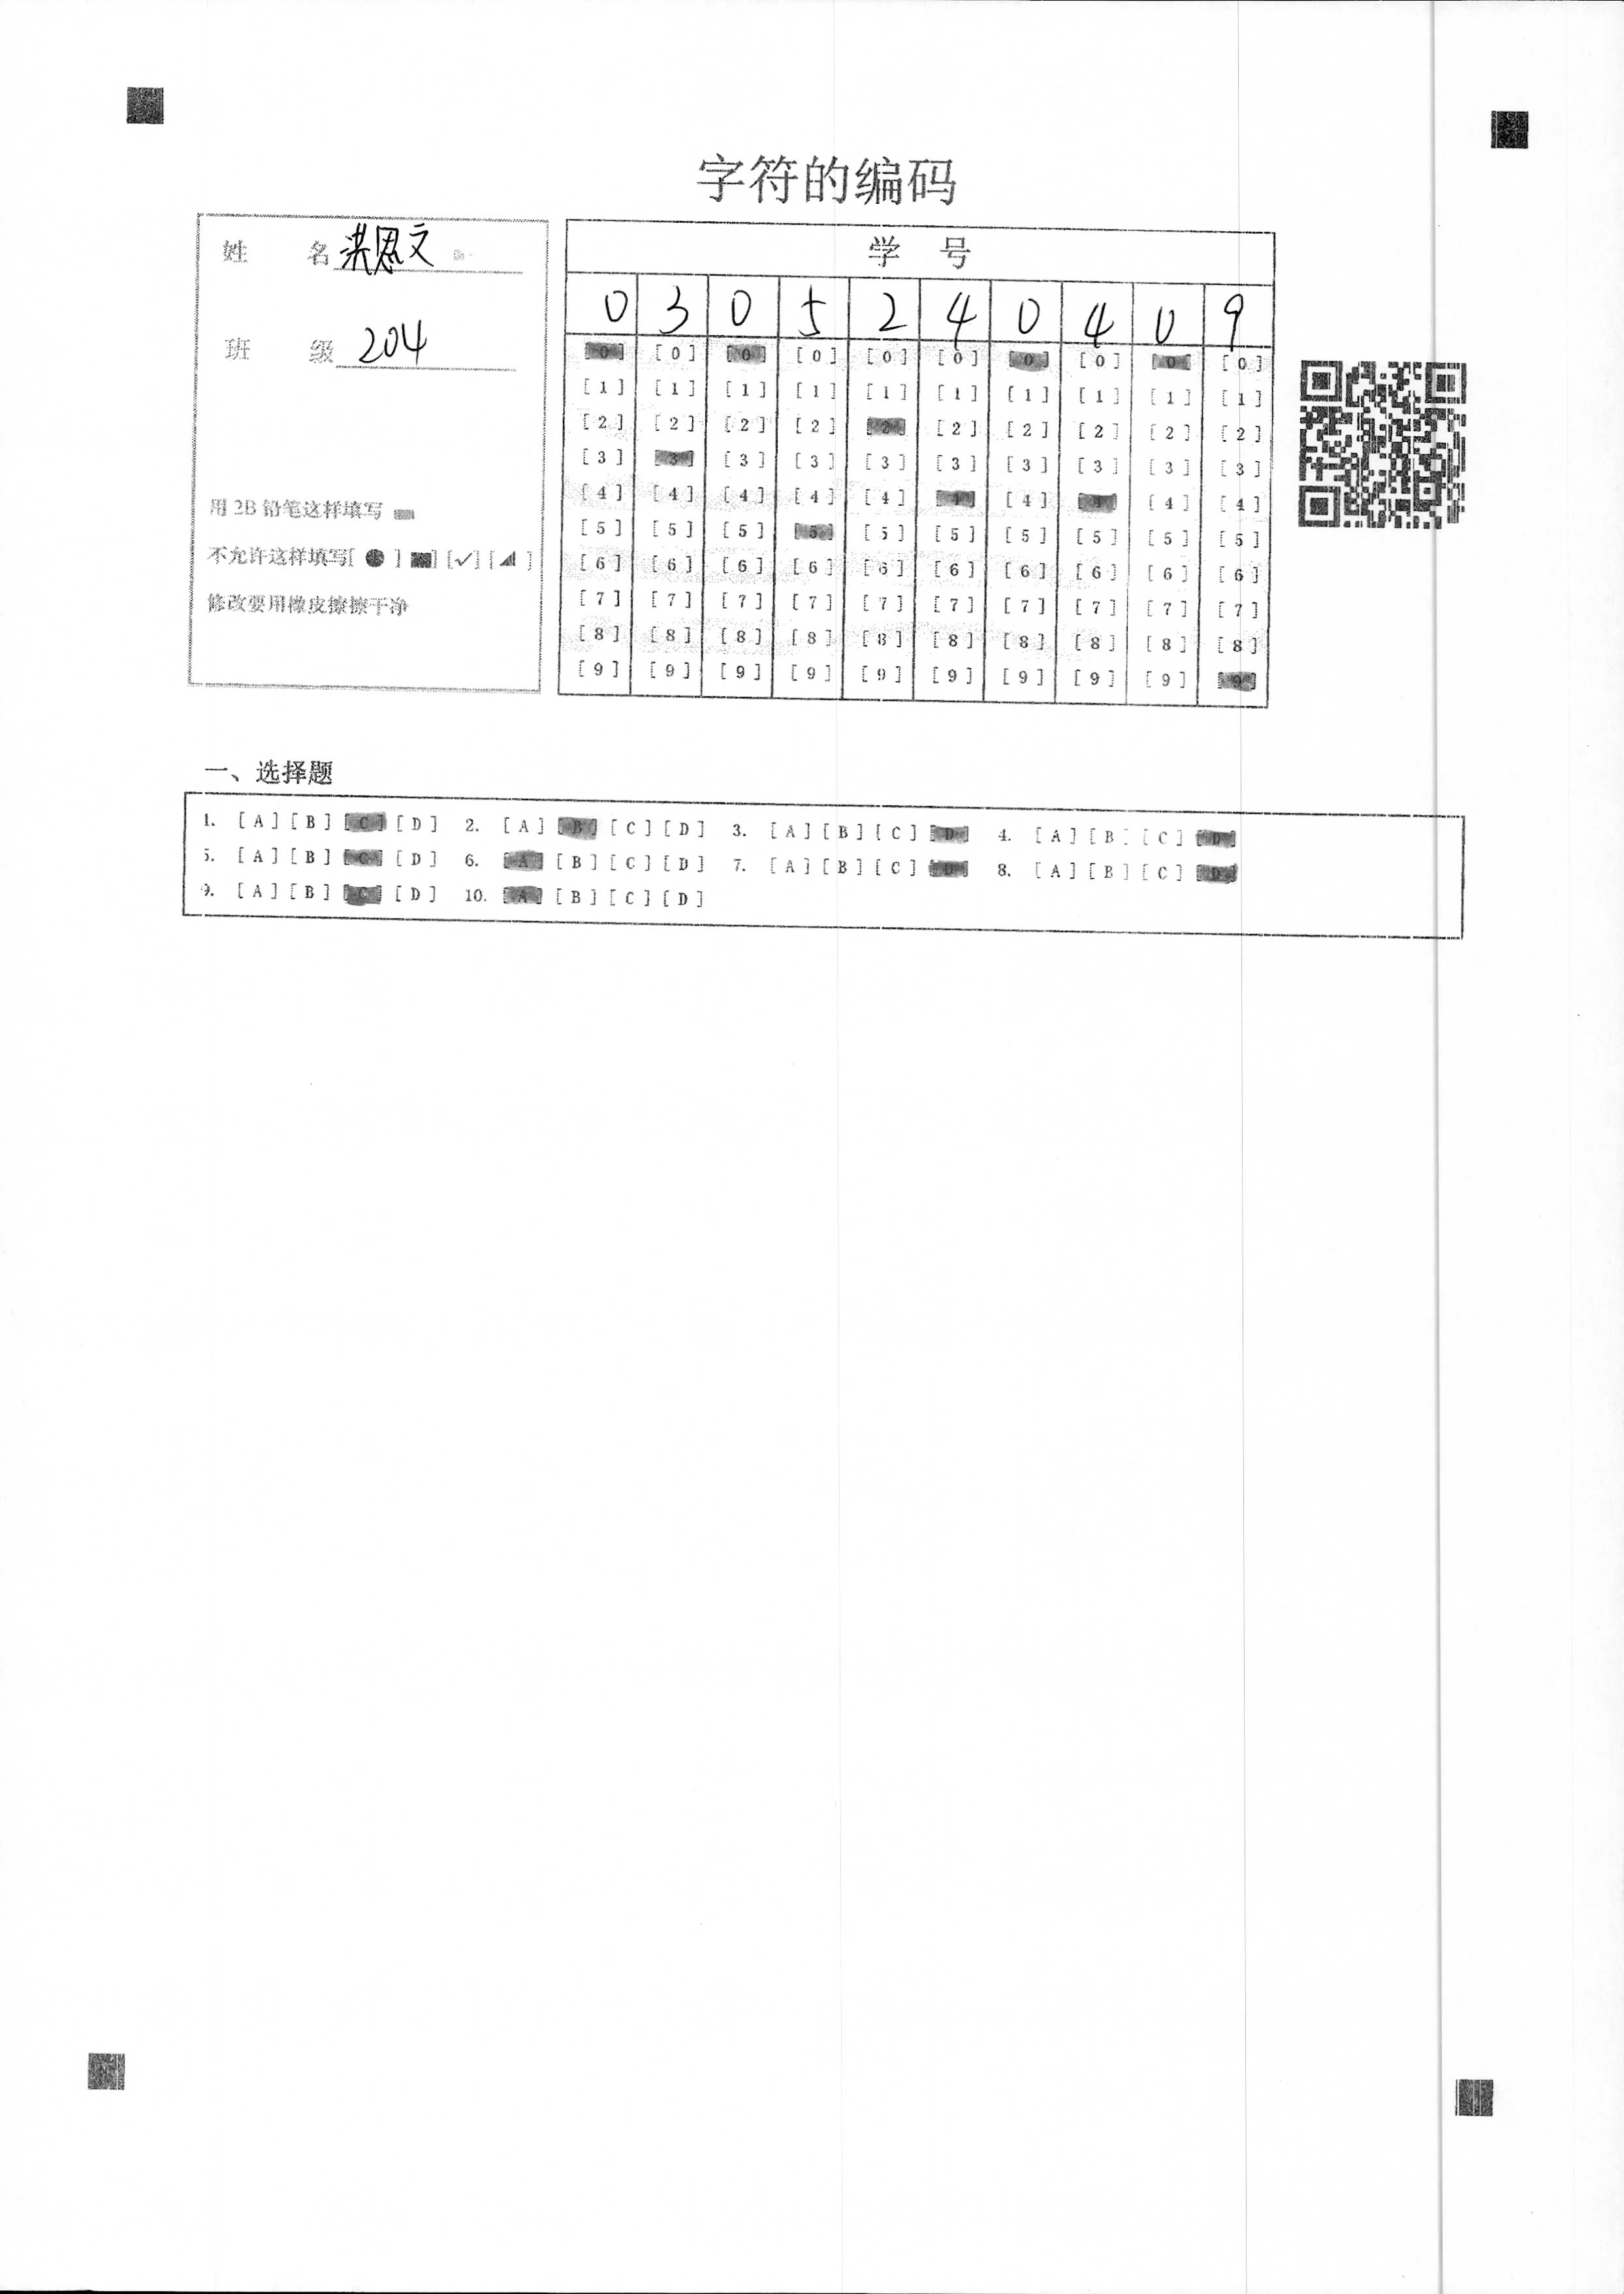 字符的编码
姓 名 洪恩文
班 级 204
用 2B 铅笔这样填写
不允许这样填写[ ● ] [■] [✓] [◢ ]
修改要用橡皮擦擦干净
学 号
0 3 0 5 2 4 0 4 0 9
[0] [0] [0] [0] [0] [0] [0] [0] [0] [0]
[1] [1] [1] [1] [1] [1] [1] [1] [1] [1]
[2] [2] [2] [2] [2] [2] [2] [2] [2] [2]
[3] [3] [3] [3] [3] [3] [3] [3] [3] [3]
[4] [4] [4] [4] [4] [4] [4] [4] [4] [4]
[5] [5] [5] [5] [5] [5] [5] [5] [5] [5]
[6] [6] [6] [6] [6] [6] [6] [6] [6] [6]
[7] [7] [7] [7] [7] [7] [7] [7] [7] [7]
[8] [8] [8] [8] [8] [8] [8] [8] [8] [8]
[9] [9] [9] [9] [9] [9] [9] [9] [9] [9]
一、选择题
1. [A] [B] [C] [D] 2. [A] [B] [C] [D] 3. [A] [B] [C] [D] 4. [A] [B] [C] [D]
5. [A] [B] [C] [D] 6. [A] [B] [C] [D] 7. [A] [B] [C] [D] 8. [A] [B] [C] [D]
9. [A] [B] [C] [D] 10. [A] [B] [C] [D]